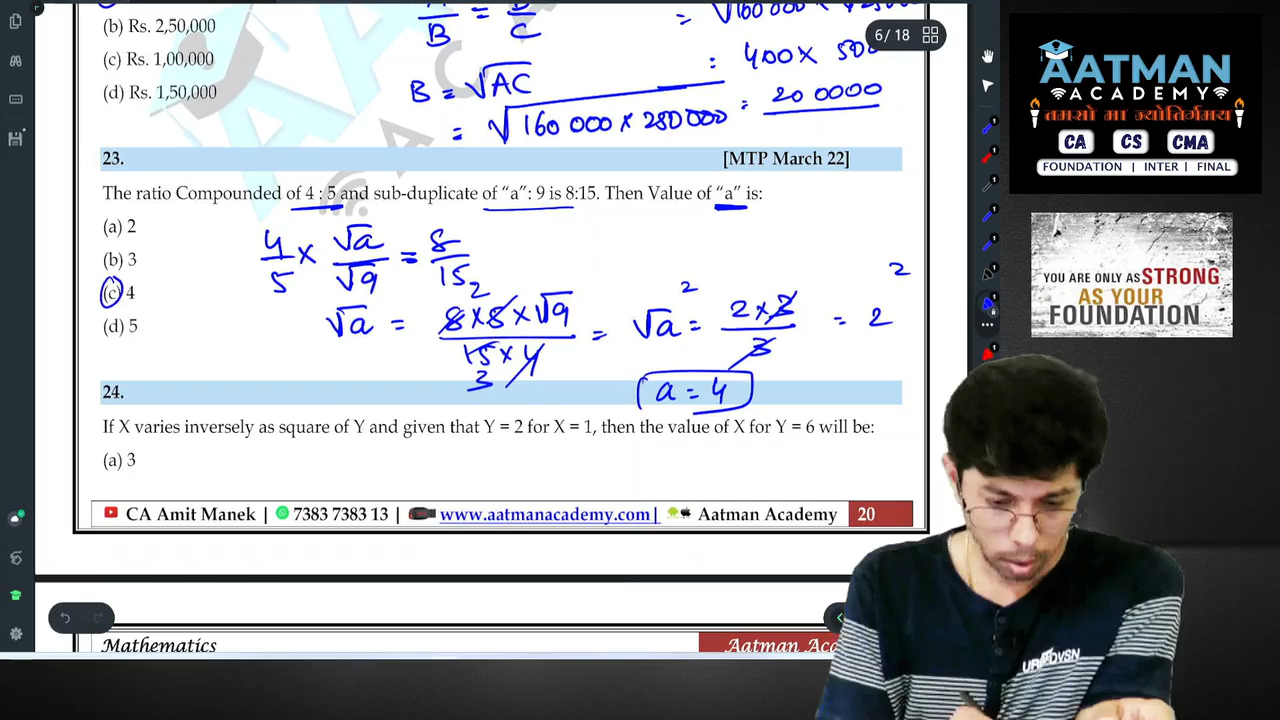 (b) Rs. 2,50,000
(c) Rs. 1,00,000
(d) Rs. 1,50,000
B = √AC
= √160 000 × 250 000 = 20 0000
: 400 × 500
6 / 18
23. [MTP March 22]
The ratio Compounded of 4 : 5 and sub-duplicate of “a”: 9 is 8:15. Then Value of “a” is:
(a) 2
(b) 3
(c) 4
(d) 5
4/5 × √a/√9 = 8/15
√a = 8 × 5 × √9 / 15 × 4 = √a = 2 × 3 / 3 = 2
a = 4
24.
If X varies inversely as square of Y and given that Y = 2 for X = 1, then the value of X for Y = 6 will be:
(a) 3
CA Amit Manek | 7383 7383 13 | www.aatmanacademy.com| Aatman Academy 20
Mathematics
Aatman Aca
AATMAN
ACADEMY
तमसो मा ज्योतिर्गमय
CA CS CMA
FOUNDATION | INTER | FINAL
YOU ARE ONLY AS STRONG
AS YOUR
FOUNDATION